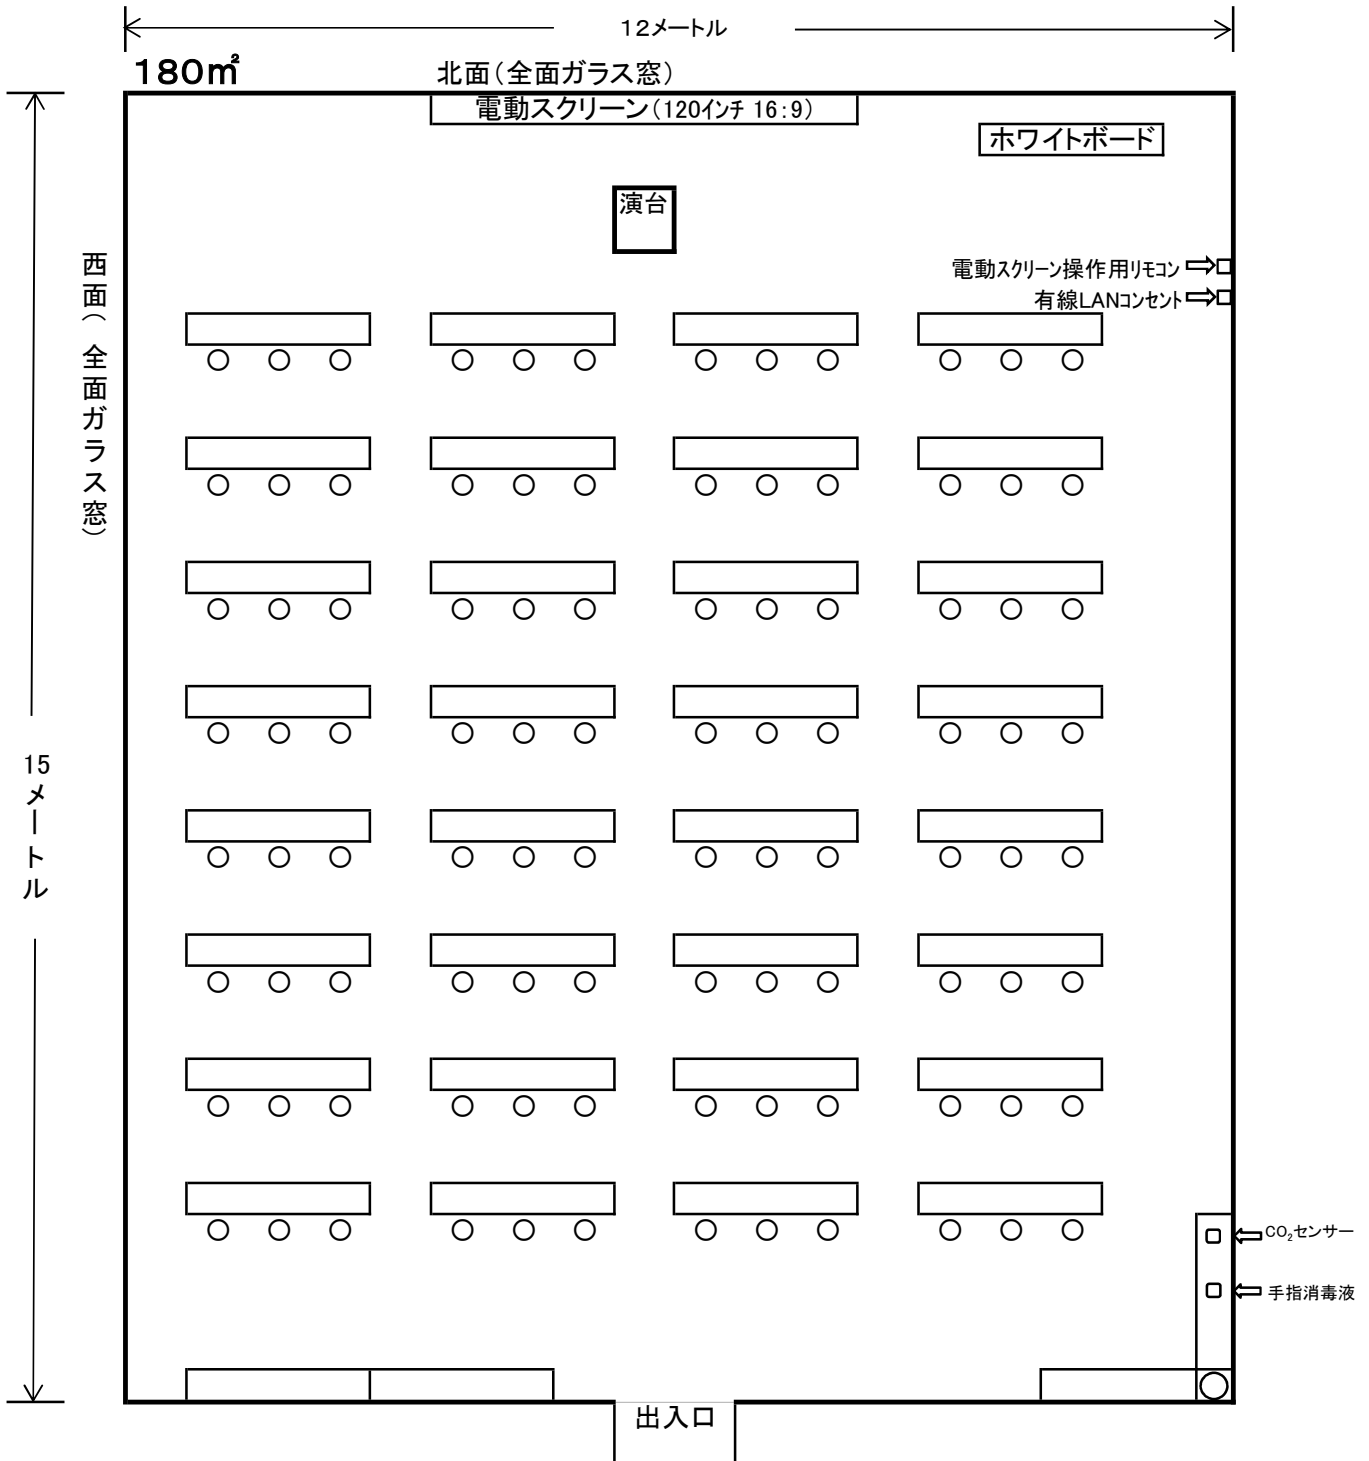 12メートル
180㎡
北面(全面ガラス窓)
電動スクリーン(120インチ 16:9)
ホワイトボード
演台
西面(全面ガラス窓)
電動スクリーン操作用リモコン
有線LANコンセント
15メートル
CO₂センサー
手指消毒液
出入口